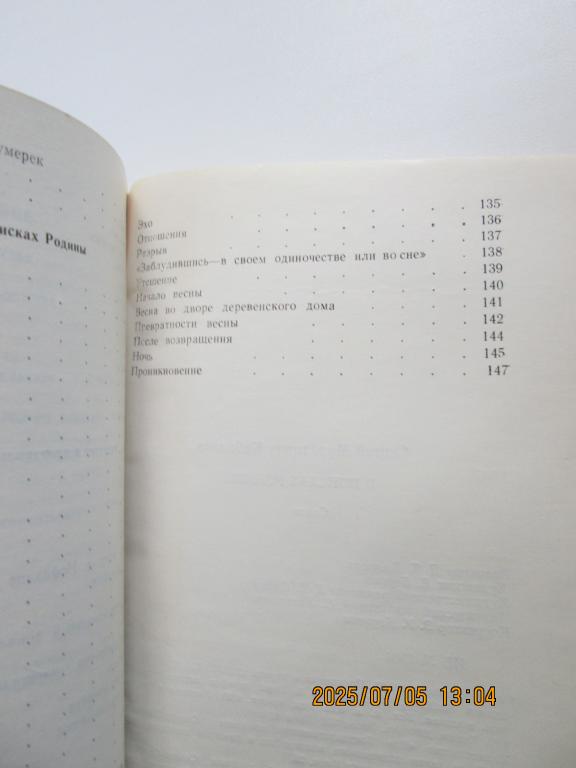 умерек
исках Родины
Эхо 135
Отношения 136
Разрыв 137
«Заблудившись—в своем одиночестве или во сне» 138
Утешение 139
Начало весны 140
Весна во дворе деревенского дома 141
Превратности весны 142
После возвращения 144
Ночь 145
Проникновение 147
2025/07/05 13:04